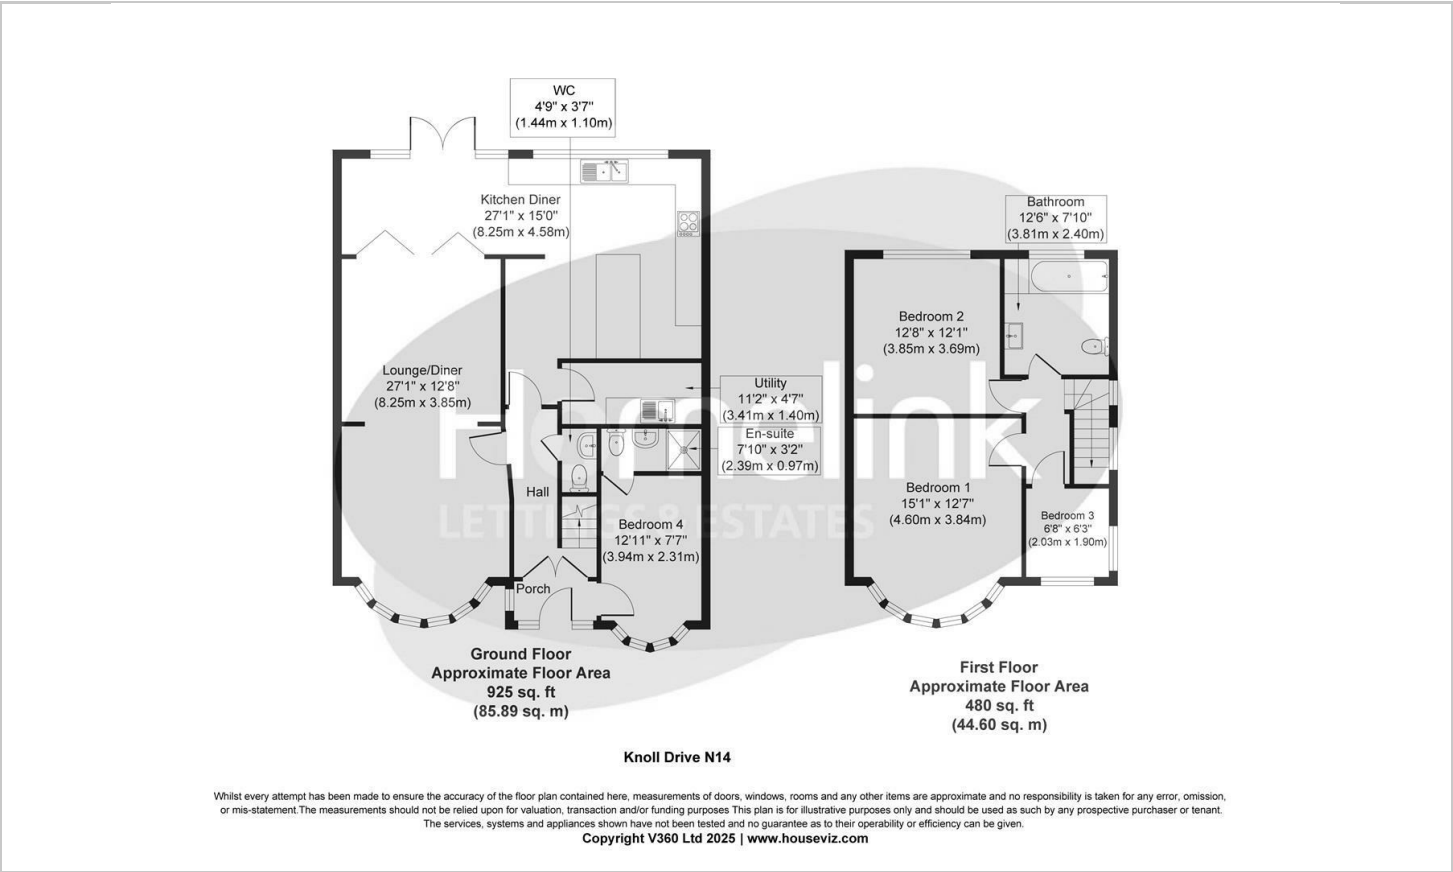 WC
4'9" x 3'7"
(1.44m x 1.10m)
Kitchen Diner
27'1" x 15'0"
(8.25m x 4.58m)
Lounge/Diner
27'1" x 12'8"
(8.25m x 3.85m)
Utility
11'2" x 4'7"
(3.41m x 1.40m)
En-suite
7'10" x 3'2"
(2.39m x 0.97m)
Hall
Bedroom 4
12'11" x 7'7"
(3.94m x 2.31m)
Porch
Ground Floor
Approximate Floor Area
925 sq. ft
(85.89 sq. m)
Bathroom
12'6" x 7'10"
(3.81m x 2.40m)
Bedroom 2
12'8" x 12'1"
(3.85m x 3.69m)
Bedroom 1
15'1" x 12'7"
(4.60m x 3.84m)
Bedroom 3
6'8" x 6'3"
(2.03m x 1.90m)
First Floor
Approximate Floor Area
480 sq. ft
(44.60 sq. m)
Homelink
LETTINGS & ESTATES
Knoll Drive N14
Whilst every attempt has been made to ensure the accuracy of the floor plan contained here, measurements of doors, windows, rooms and any other items are approximate and no responsibility is taken for any error, omission,
or mis-statement.The measurements should not be relied upon for valuation, transaction and/or funding purposes This plan is for illustrative purposes only and should be used as such by any prospective purchaser or tenant.
The services, systems and appliances shown have not been tested and no guarantee as to their operability or efficiency can be given.
Copyright V360 Ltd 2025 | www.houseviz.com